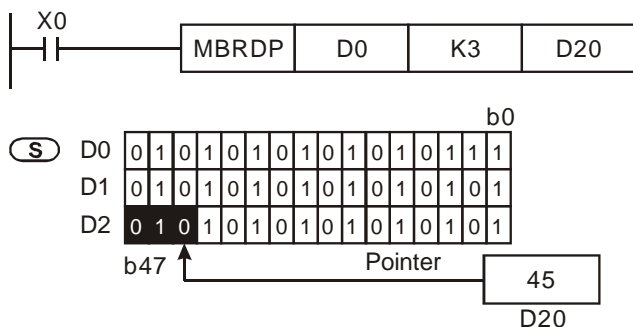 X0
MBRDP D0 K3 D20
b0
S D0 0 1 0 1 0 1 0 1 0 1 0 1 0 1 1 1
D1 0 1 0 1 0 1 0 1 0 1 0 1 0 1 0 1
D2 0 1 0 1 0 1 0 1 0 1 0 1 0 1 0 1
b47 Pointer
45
D20